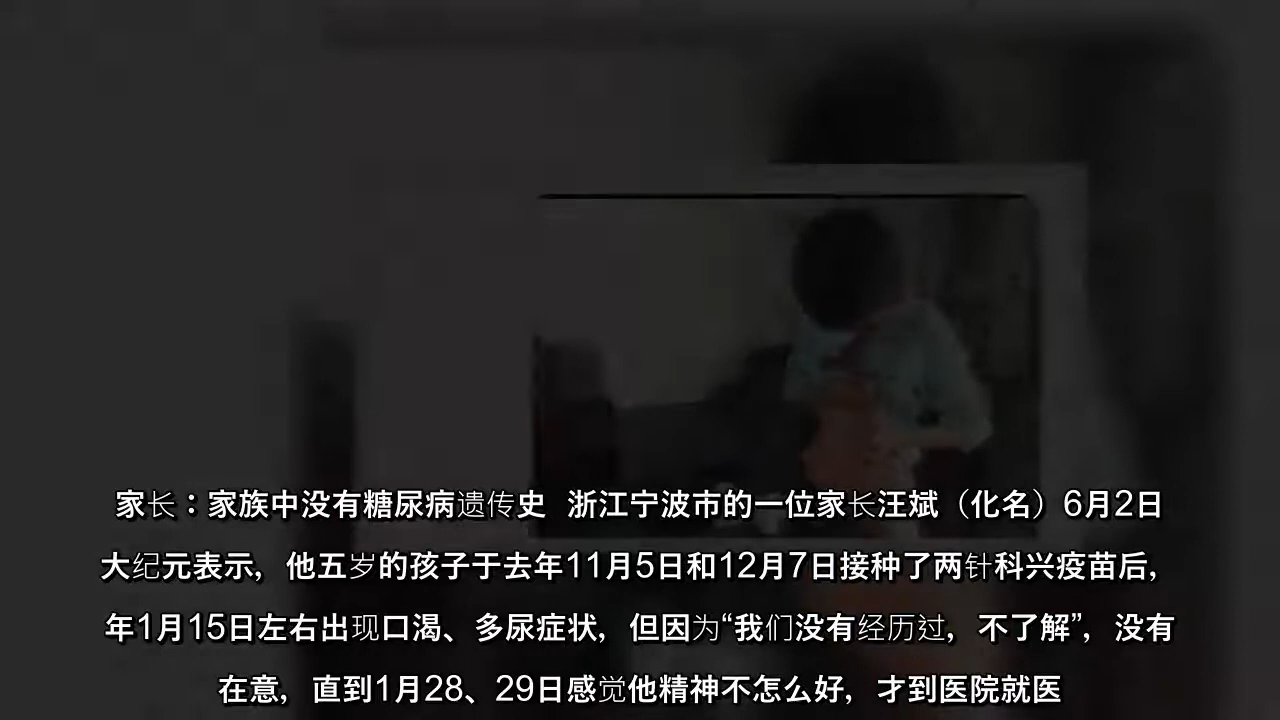 家长：家族中没有糖尿病遗传史 浙江宁波市的一位家长汪斌（化名）6月2日
大纪元表示，他五岁的孩子于去年11月5日和12月7日接种了两针科兴疫苗后，
年1月15日左右出现口渴、多尿症状，但因为“我们没有经历过，不了解”，没有
在意，直到1月28、29日感觉他精神不怎么好，才到医院就医